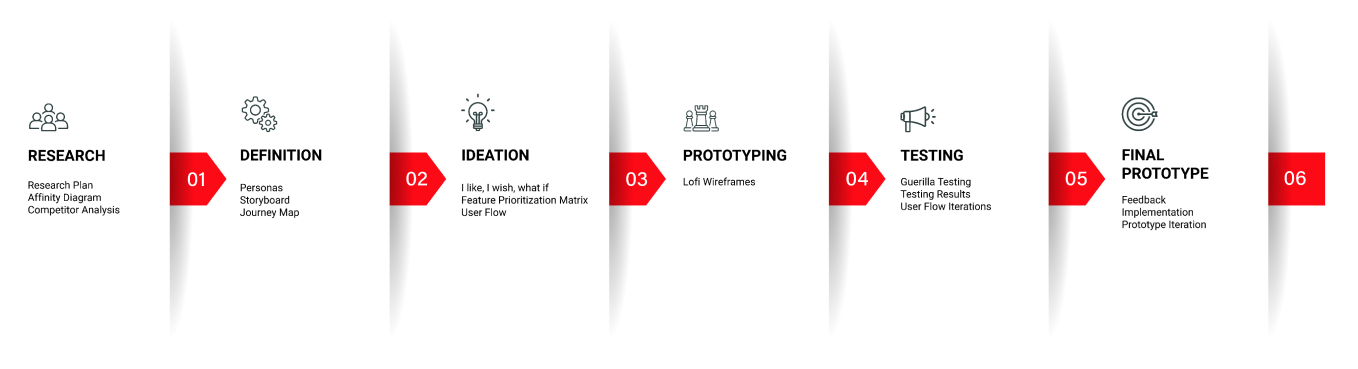 RESEARCH
Research Plan
Affinity Diagram
Competitor Analysis
01
DEFINITION
Personas
Storyboard
Journey Map
02
IDEATION
I like, I wish, what if
Feature Prioritization Matrix
User Flow
03
PROTOTYPING
Lofi Wireframes
04
TESTING
Guerilla Testing
Testing Results
User Flow Iterations
05
FINAL
PROTOTYPE
Feedback
Implementation
Prototype Iteration
06